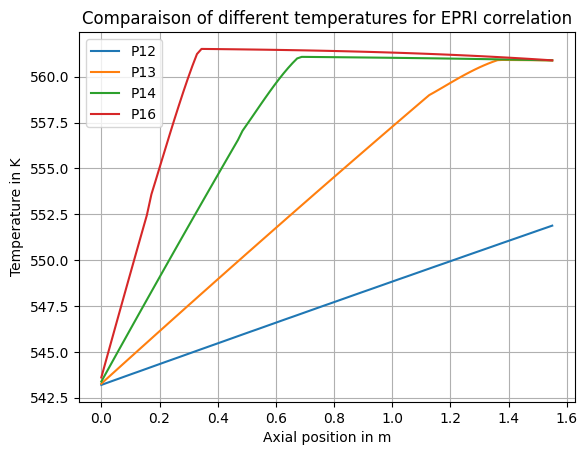 Comparaison of different temperatures for EPRI correlation
P12
P13
P14
P16
Temperature in K
560.0
557.5
555.0
552.5
550.0
547.5
545.0
542.5
0.0 0.2 0.4 0.6 0.8 1.0 1.2 1.4 1.6
Axial position in m